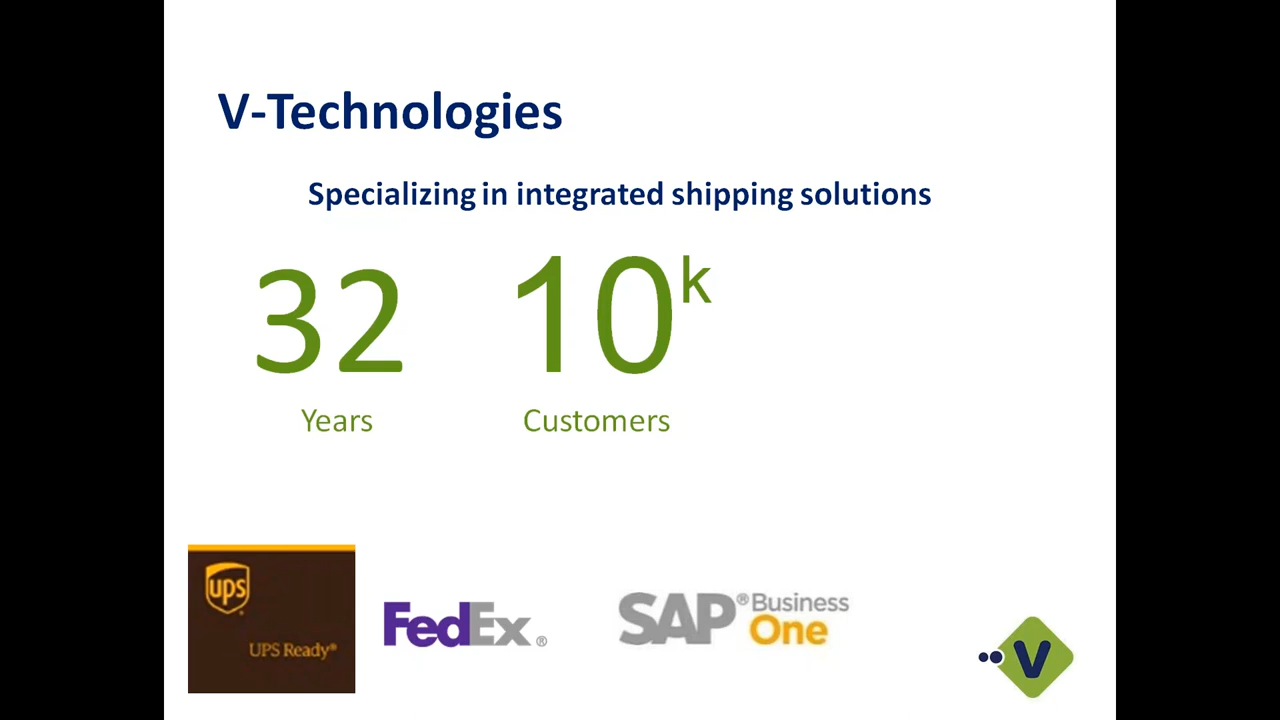 V-Technologies
Specializing in integrated shipping solutions
32 10k
Years Customers
ups
UPS Ready®
FedEx®
SAP® Business One
V